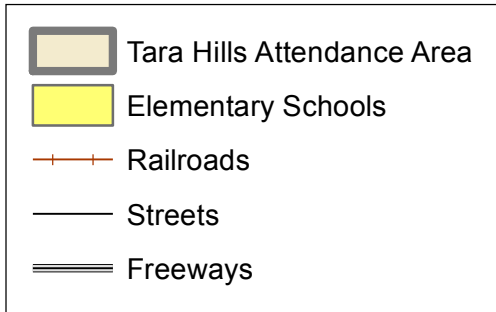 Tara Hills Attendance Area
Elementary Schools
Railroads
Streets
Freeways